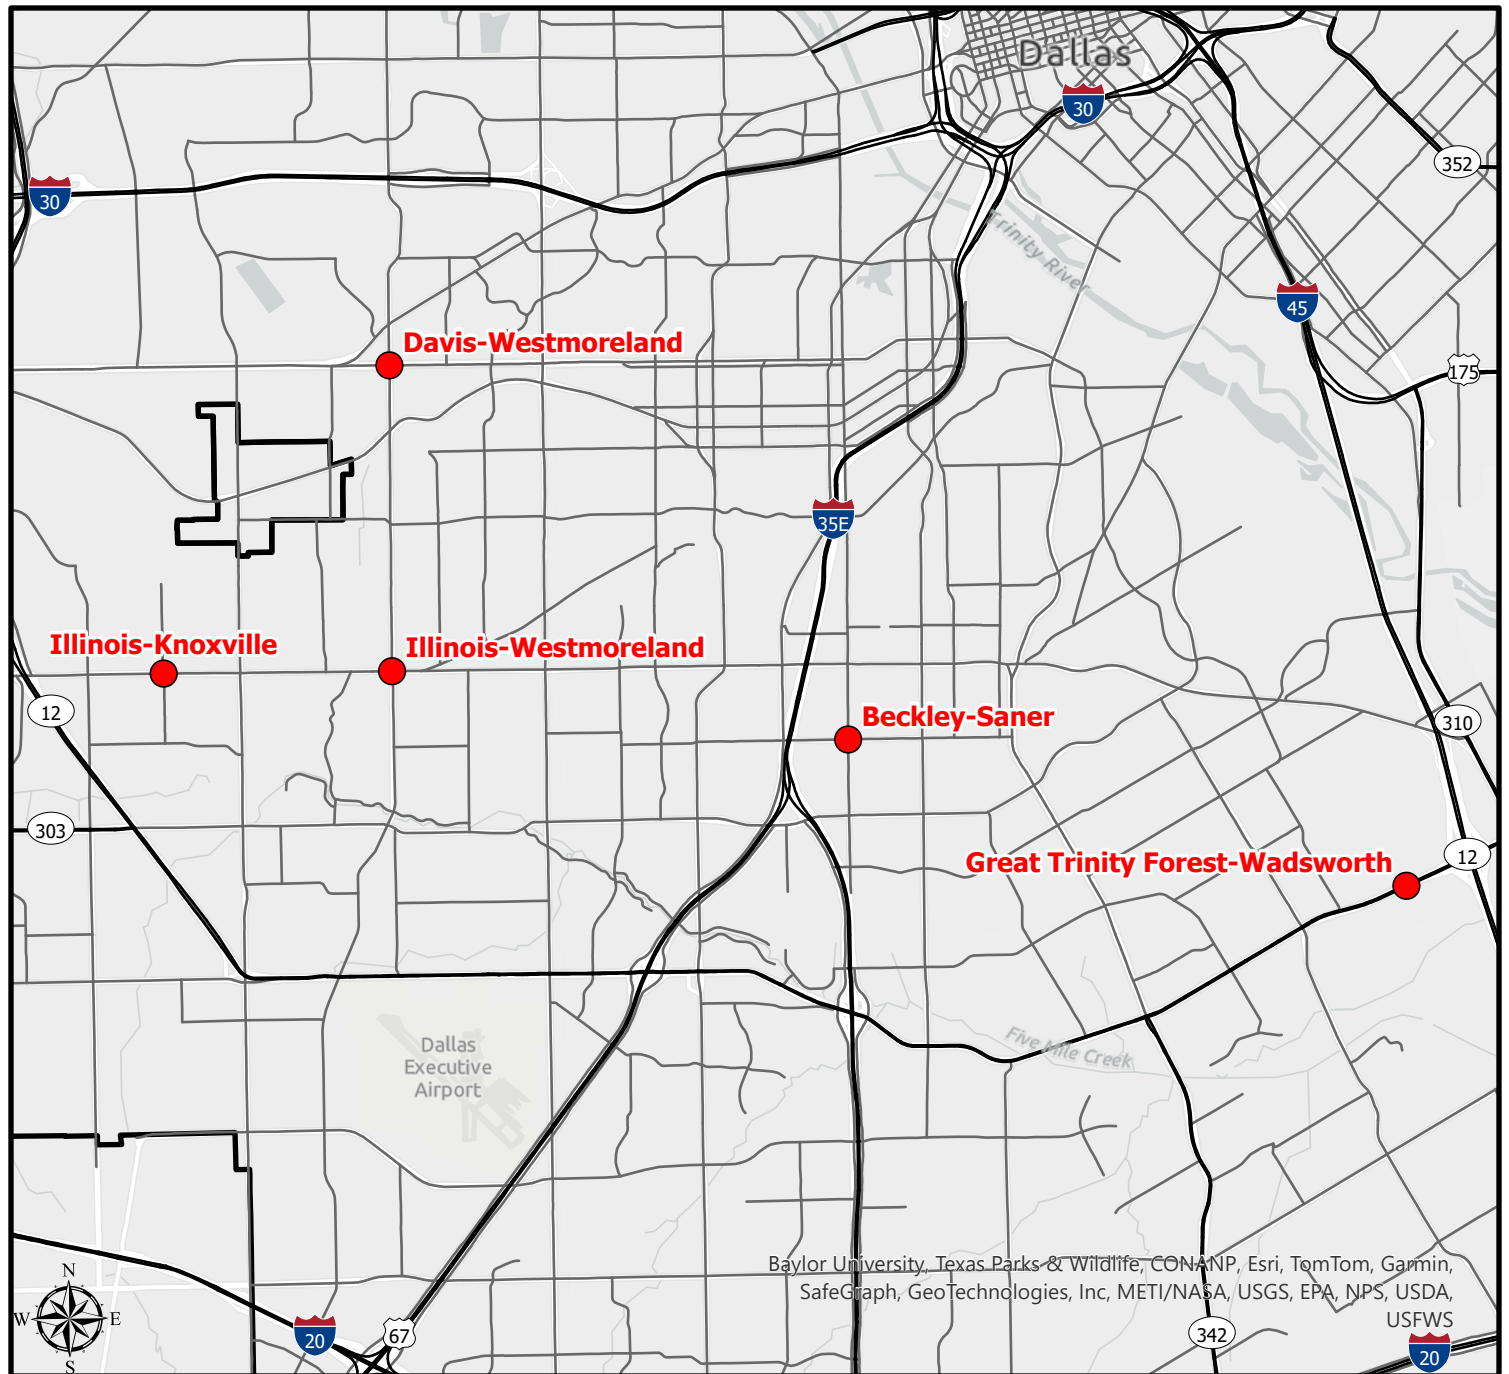 Dallas
30
352
30
Trinity River
45
Davis-Westmoreland
175
35E
Illinois-Knoxville
Illinois-Westmoreland
12
Beckley-Saner
310
303
Great Trinity Forest-Wadsworth
12
Dallas
Executive
Airport
Five Mile Creek
Baylor University, Texas Parks & Wildlife, CONANP, Esri, TomTom, Garmin,
SafeGraph, GeoTechnologies, Inc, METI/NASA, USGS, EPA, NPS, USDA,
USFWS
N
W
E
S
20
67
342
20